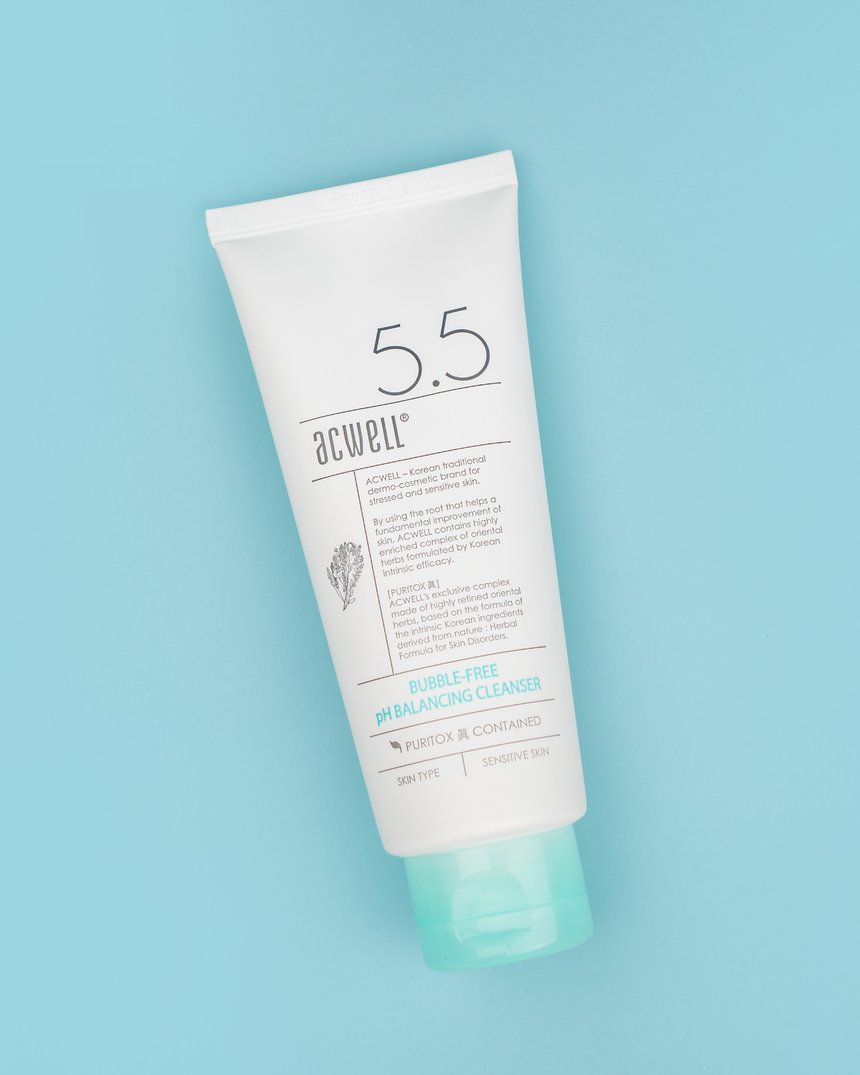 5.5
acwell®
ACWELL – Korean traditional
dermo-cosmetic brand for
stressed and sensitive skin.
By using the root that helps a
fundamental improvement of
skin, ACWELL contains highly
enriched complex of oriental
herbs formulated by Korean
intrinsic efficacy.
[PURITOX 眞]
ACWELL's exclusive complex
made of highly refined oriental
herbs, based on the formula of
the intrinsic Korean ingredients
derived from nature : Herbal
Formula for Skin Disorders.
BUBBLE-FREE
pH BALANCING CLEANSER
PURITOX 眞 CONTAINED
SKIN TYPE
SENSITIVE SKIN